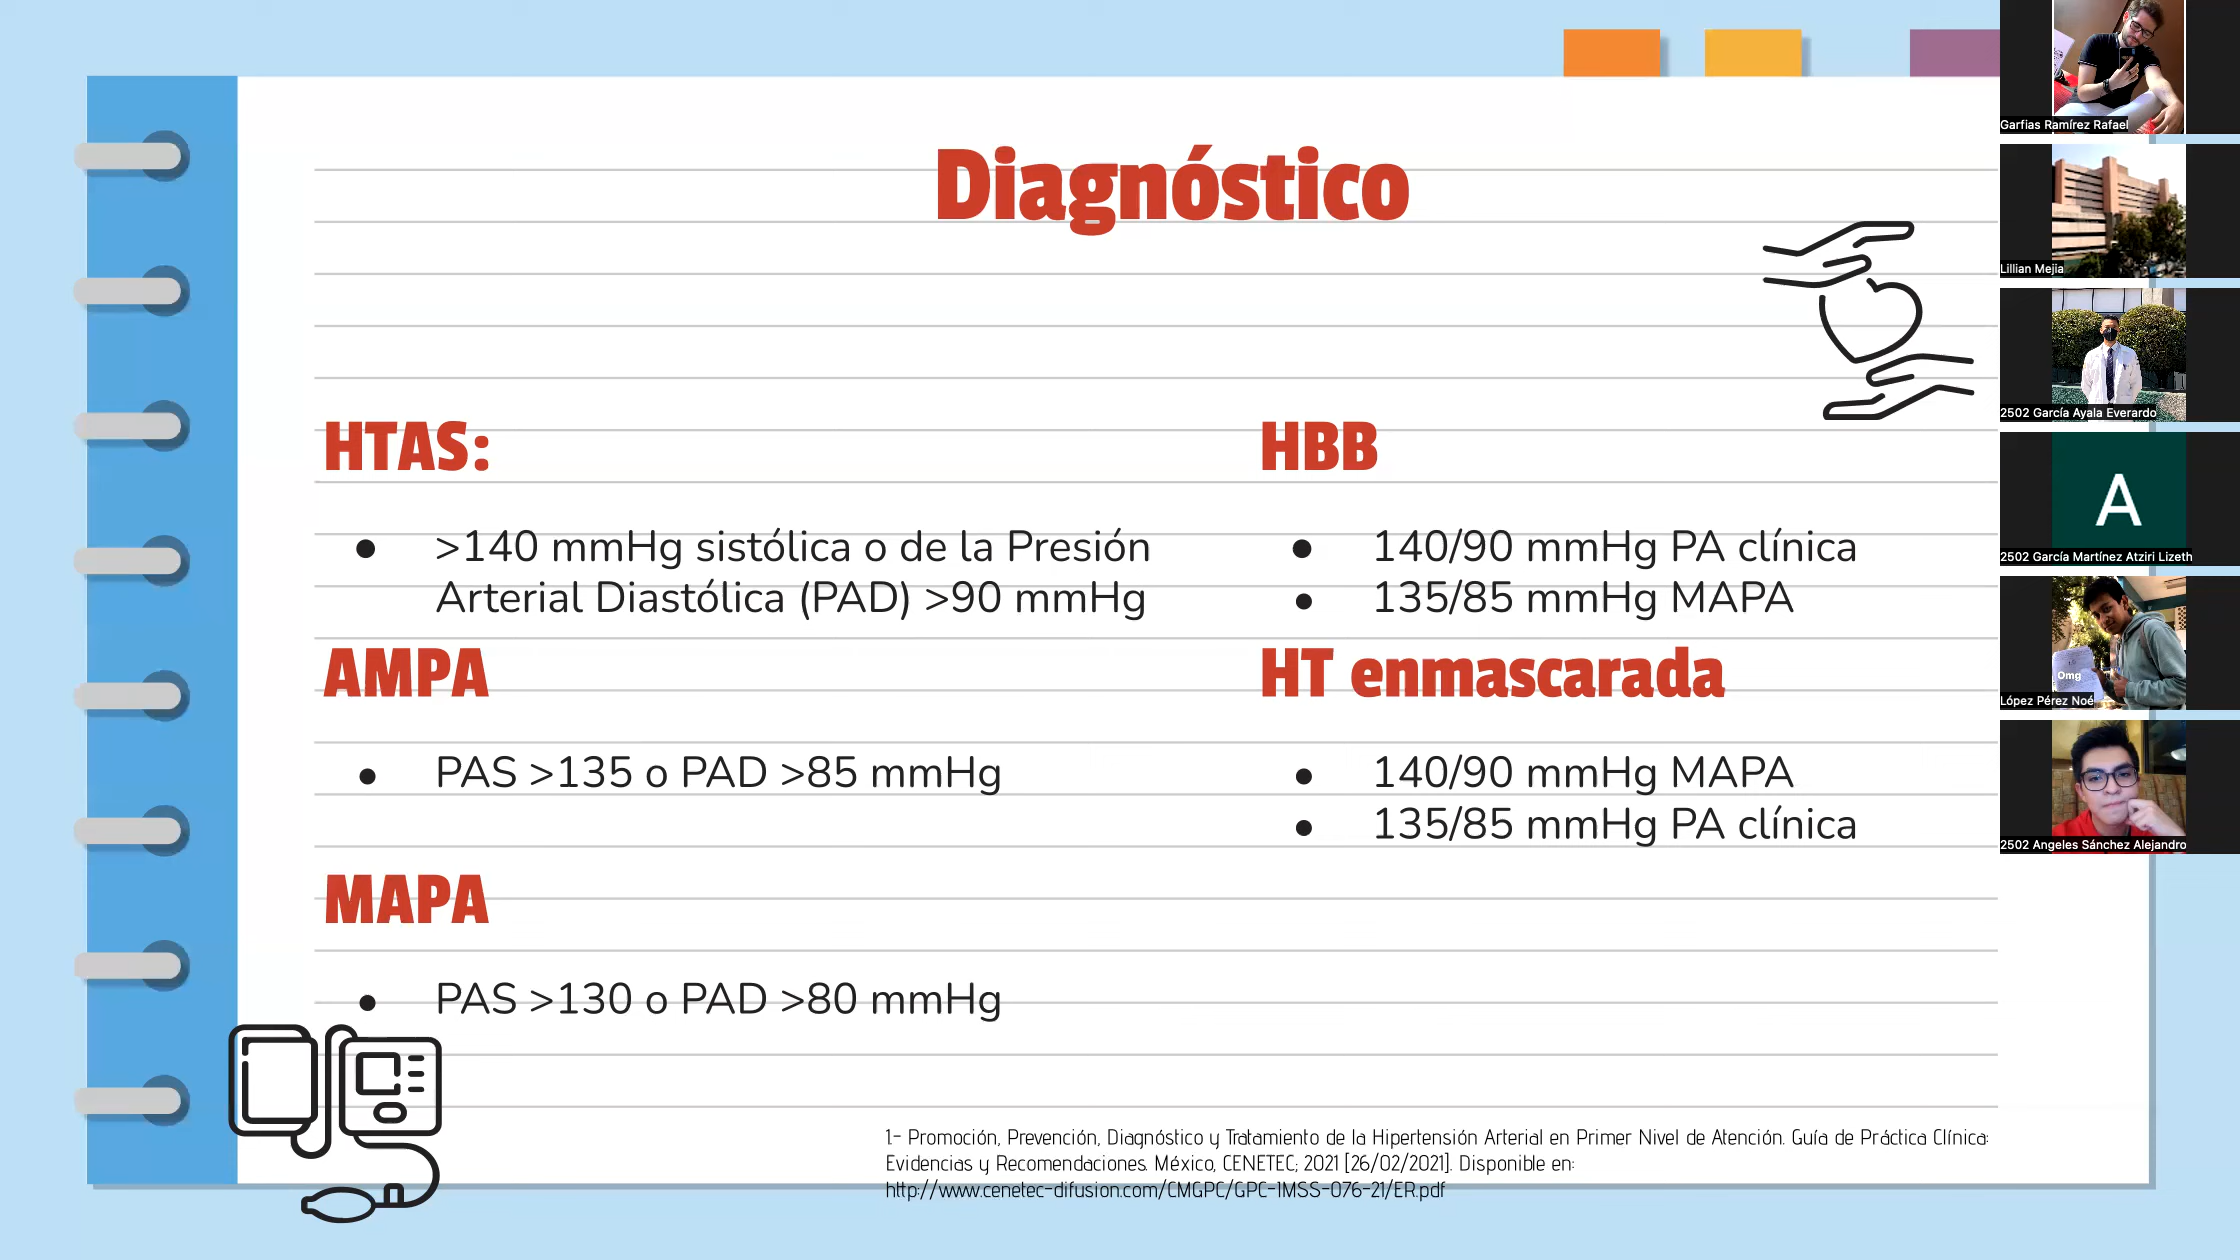 Diagnóstico
HTAS:
● >140 mmHg sistólica o de la Presión
Arterial Diastólica (PAD) >90 mmHg
AMPA
● PAS >135 o PAD >85 mmHg
MAPA
● PAS >130 o PAD >80 mmHg
HBB
● 140/90 mmHg PA clínica
● 135/85 mmHg MAPA
HT enmascarada
● 140/90 mmHg MAPA
● 135/85 mmHg PA clínica
1.- Promoción, Prevención, Diagnóstico y Tratamiento de la Hipertensión Arterial en Primer Nivel de Atención. Guía de Práctica Clínica:
Evidencias y Recomendaciones. México, CENETEC; 2021 [26/02/2021]. Disponible en:
http://www.cenetec-difusion.com/CMGPC/GPC-IMSS-076-21/ER.pdf
Garfias Ramírez Rafael
Lillian Mejia
2502 García Ayala Everardo
A
2502 García Martínez Atziri Lizeth
Omg
López Pérez Noé
2502 Angeles Sánchez Alejandro